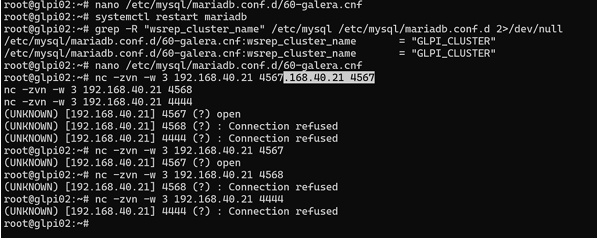 root@glpi02:~# nano /etc/mysql/mariadb.conf.d/60-galera.cnf
root@glpi02:~# systemctl restart mariadb
root@glpi02:~# grep -R "wsrep_cluster_name" /etc/mysql /etc/mysql/mariadb.conf.d 2>/dev/null
/etc/mysql/mariadb.conf.d/60-galera.cnf:wsrep_cluster_name       = "GLPI_CLUSTER"
/etc/mysql/mariadb.conf.d/60-galera.cnf:wsrep_cluster_name       = "GLPI_CLUSTER"
root@glpi02:~# nano /etc/mysql/mariadb.conf.d/60-galera.cnf
root@glpi02:~# nc -zvn -w 3 192.168.40.21 4567.168.40.21 4567
nc -zvn -w 3 192.168.40.21 4568
nc -zvn -w 3 192.168.40.21 4444
(UNKNOWN) [192.168.40.21] 4567 (?) open
(UNKNOWN) [192.168.40.21] 4568 (?) : Connection refused
(UNKNOWN) [192.168.40.21] 4444 (?) : Connection refused
root@glpi02:~# nc -zvn -w 3 192.168.40.21 4567
(UNKNOWN) [192.168.40.21] 4567 (?) open
root@glpi02:~# nc -zvn -w 3 192.168.40.21 4568
(UNKNOWN) [192.168.40.21] 4568 (?) : Connection refused
root@glpi02:~# nc -zvn -w 3 192.168.40.21 4444
(UNKNOWN) [192.168.40.21] 4444 (?) : Connection refused
root@glpi02:~#